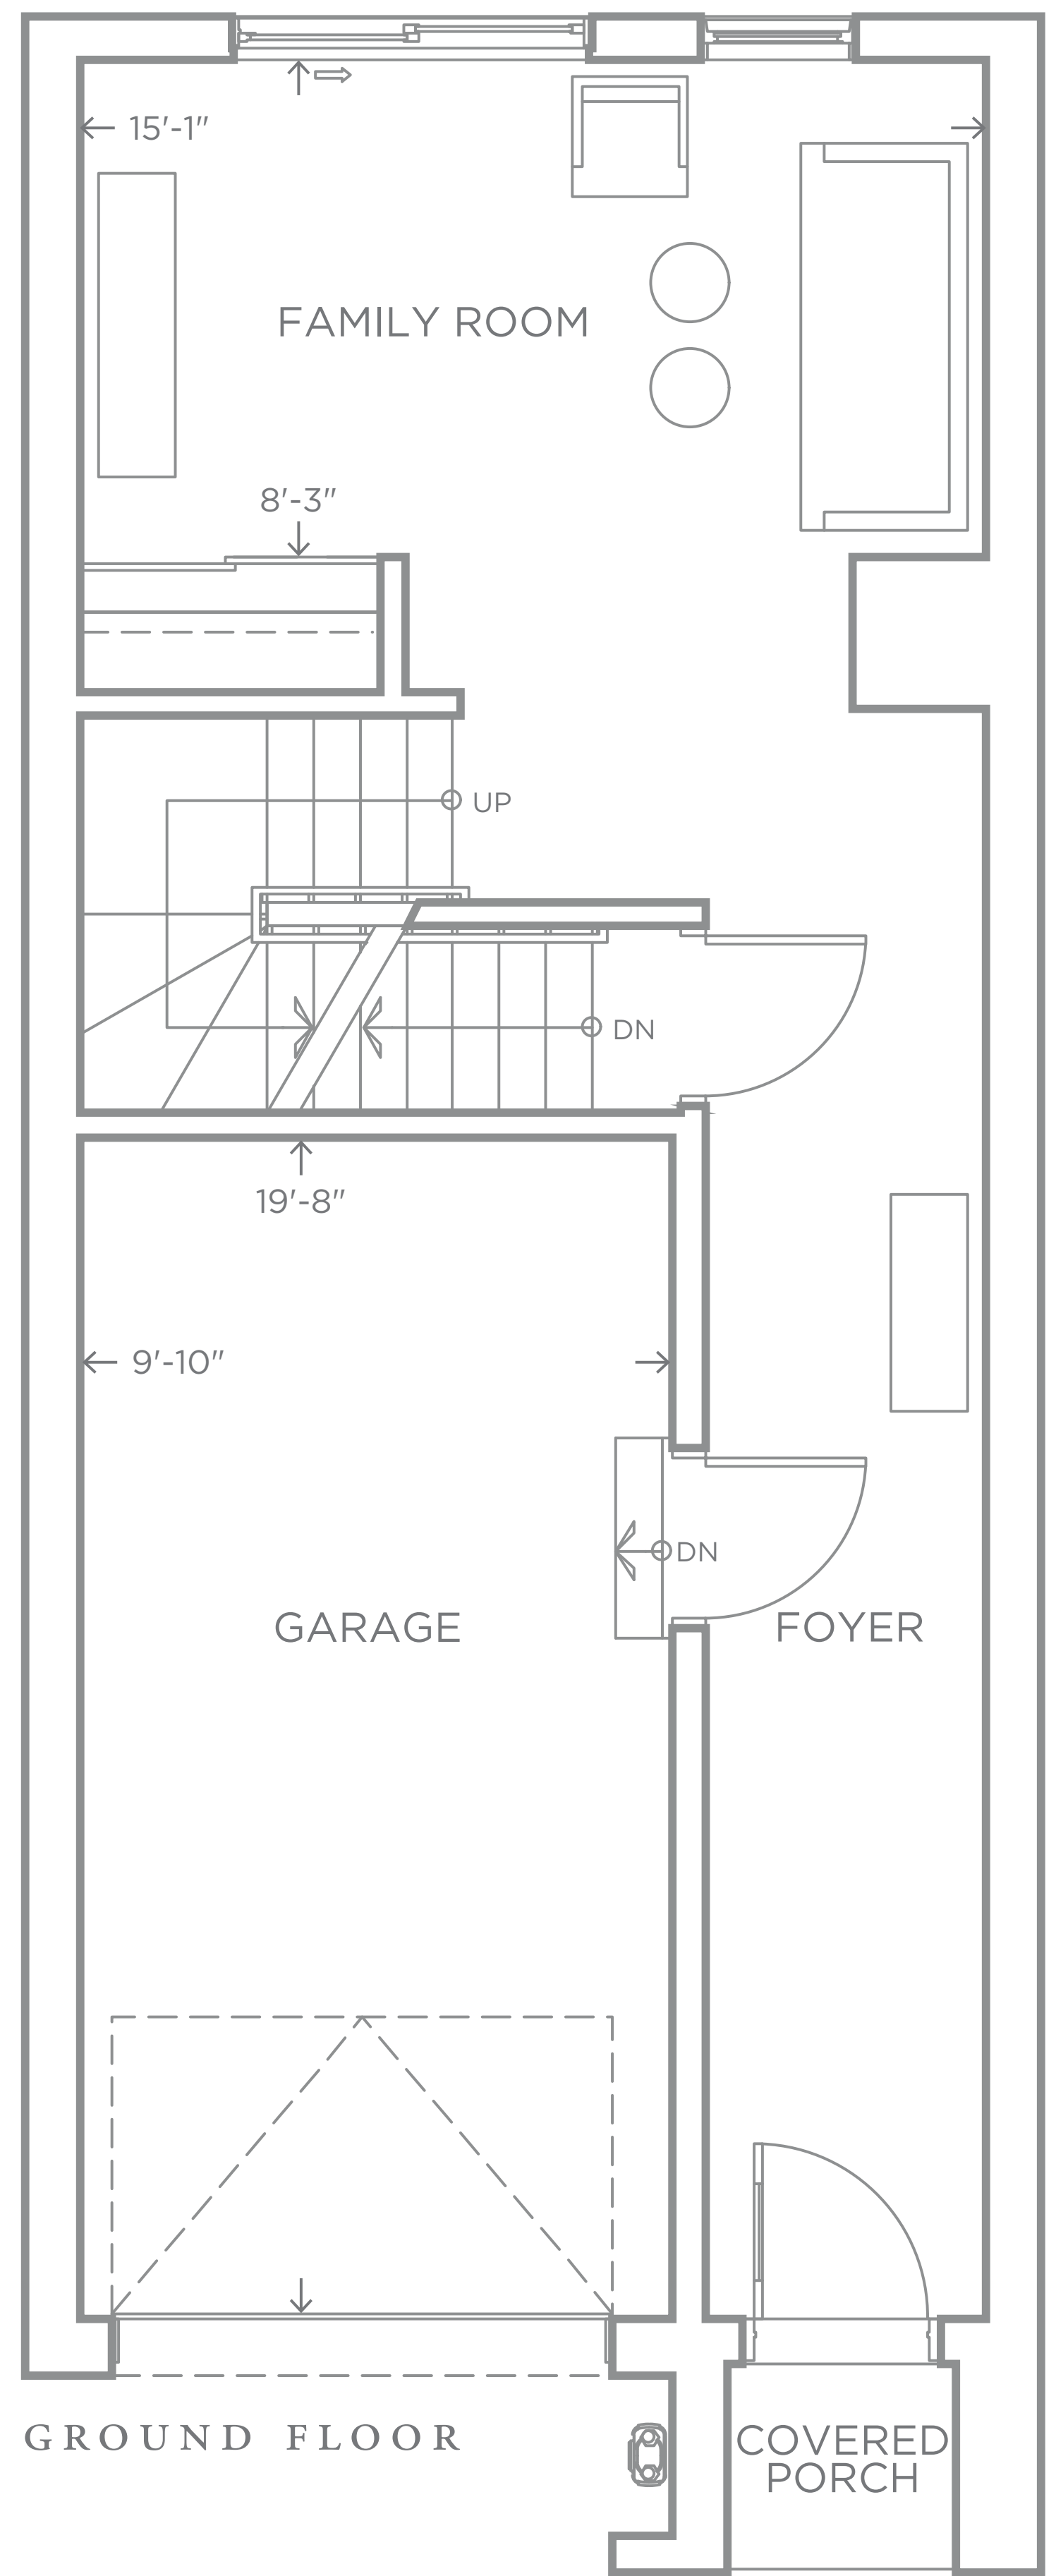 15'-1"
FAMILY ROOM
8'-3"
UP
DN
19'-8"
9'-10"
DN
GARAGE
FOYER
GROUND FLOOR
COVERED
PORCH